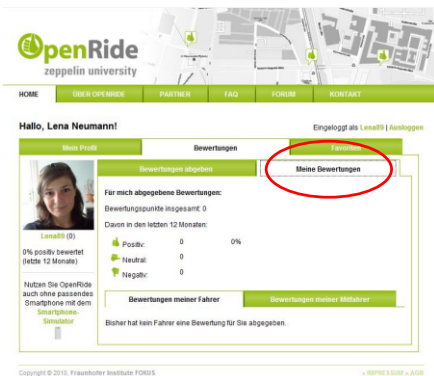 OpenRide
zeppelin university
HOME ÜBER OPENRIDE PARTNER FAQ FORUM KONTAKT
Hallo, Lena Neumann!
Eingeloggt als Lena89 | Ausloggen
Mein Profil Bewertungen Favoriten
Bewertungen abgeben Meine Bewertungen
Für mich abgegebene Bewertungen:
Bewertungspunkte insgesamt: 0
Davon in den letzten 12 Monaten:
Positiv: 0 0%
Neutral: 0
Negativ: 0
Lena89 (0)
0% positiv bewertet
(letzte 12 Monate)
Nutzen Sie OpenRide
auch ohne passendes
Smartphone mit dem
Smartphone-
Simulator
Bewertungen meiner Fahrer Bewertungen meiner Mitfahrer
Bisher hat kein Fahrer eine Bewertung für Sie abgegeben.
Copyright © 2010, Fraunhofer Institute FOKUS
» IMPRESSUM » AGB